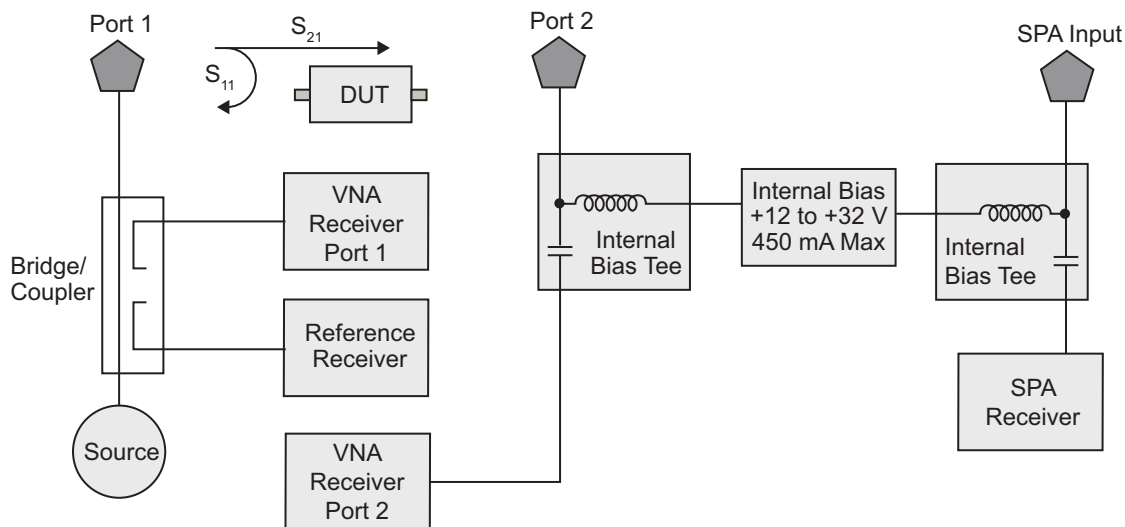 Port 1
S21
S11
DUT
Port 2
SPA Input
VNA
Receiver
Port 1
Bridge/
Coupler
Reference
Receiver
Source
VNA
Receiver
Port 2
Internal
Bias Tee
Internal Bias
+12 to +32 V
450 mA Max
Internal
Bias Tee
SPA
Receiver